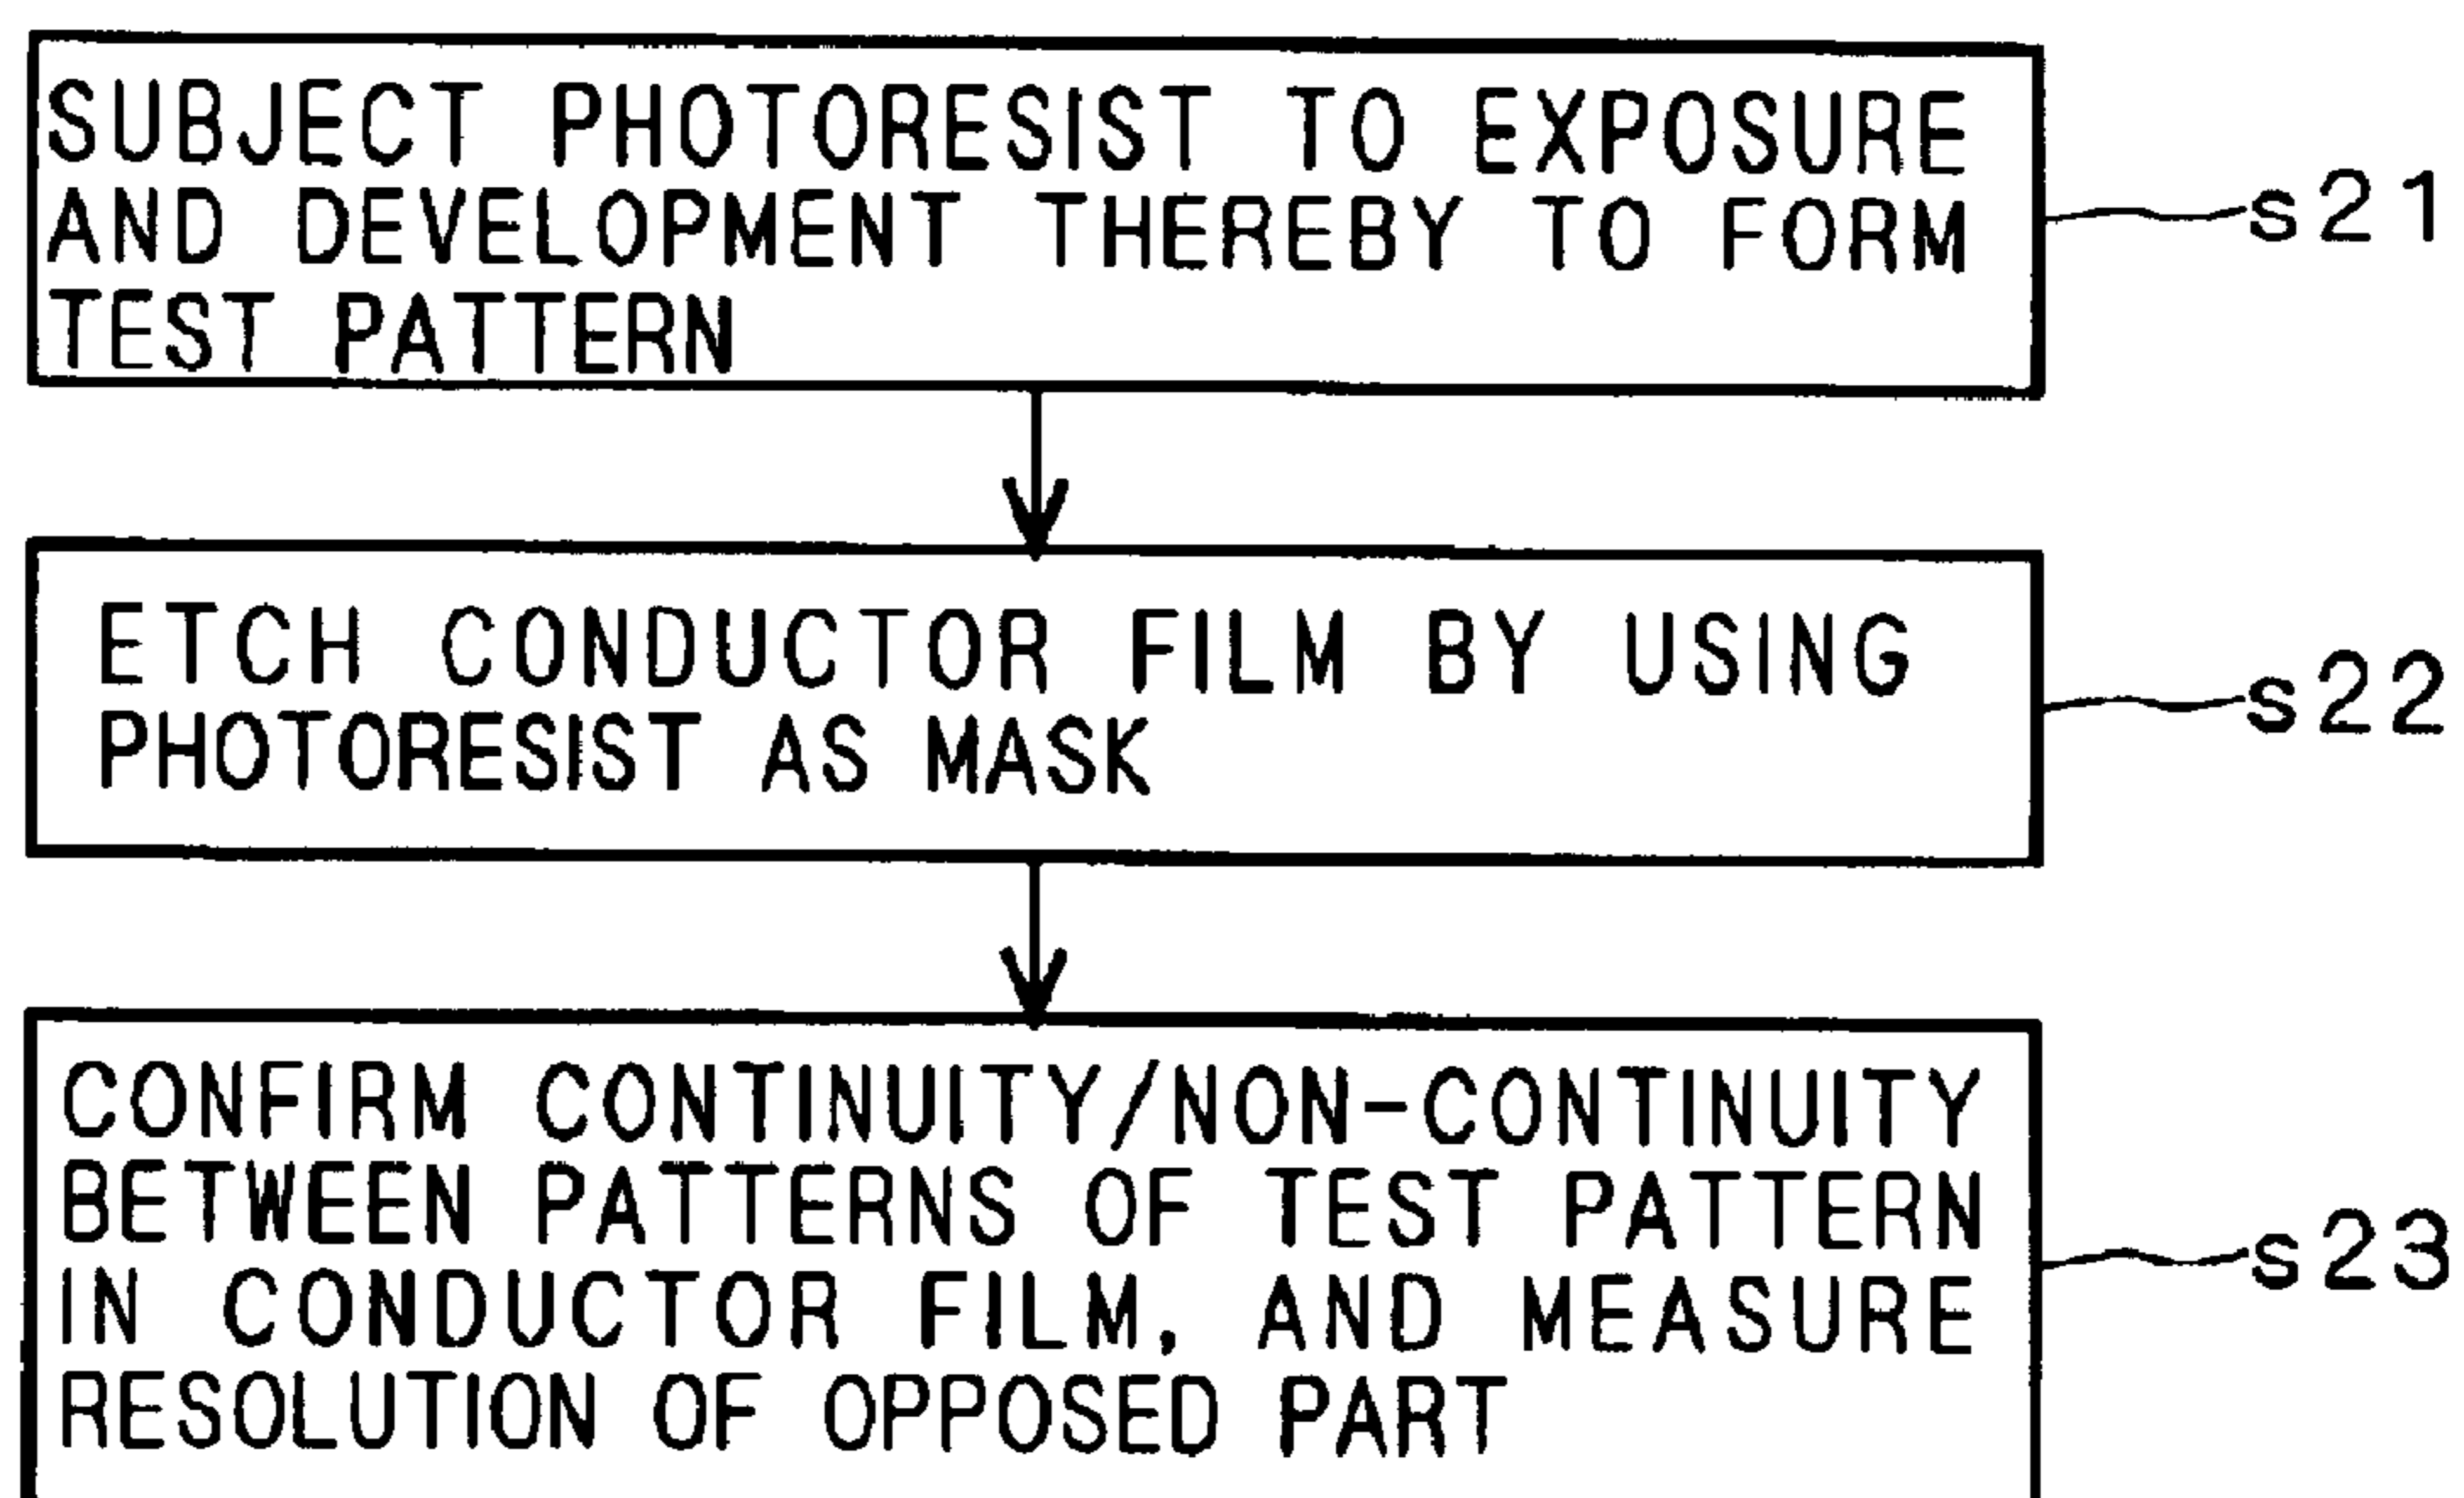 SUBJECT PHOTORESIST TO EXPOSURE
AND DEVELOPMENT THEREBY TO FORM
TEST PATTERN
s21
ETCH CONDUCTOR FILM BY USING
PHOTORESIST AS MASK
s22
CONFIRM CONTINUITY/NON-CONTINUITY
BETWEEN PATTERNS OF TEST PATTERN
IN CONDUCTOR FILM, AND MEASURE
RESOLUTION OF OPPOSED PART
s23